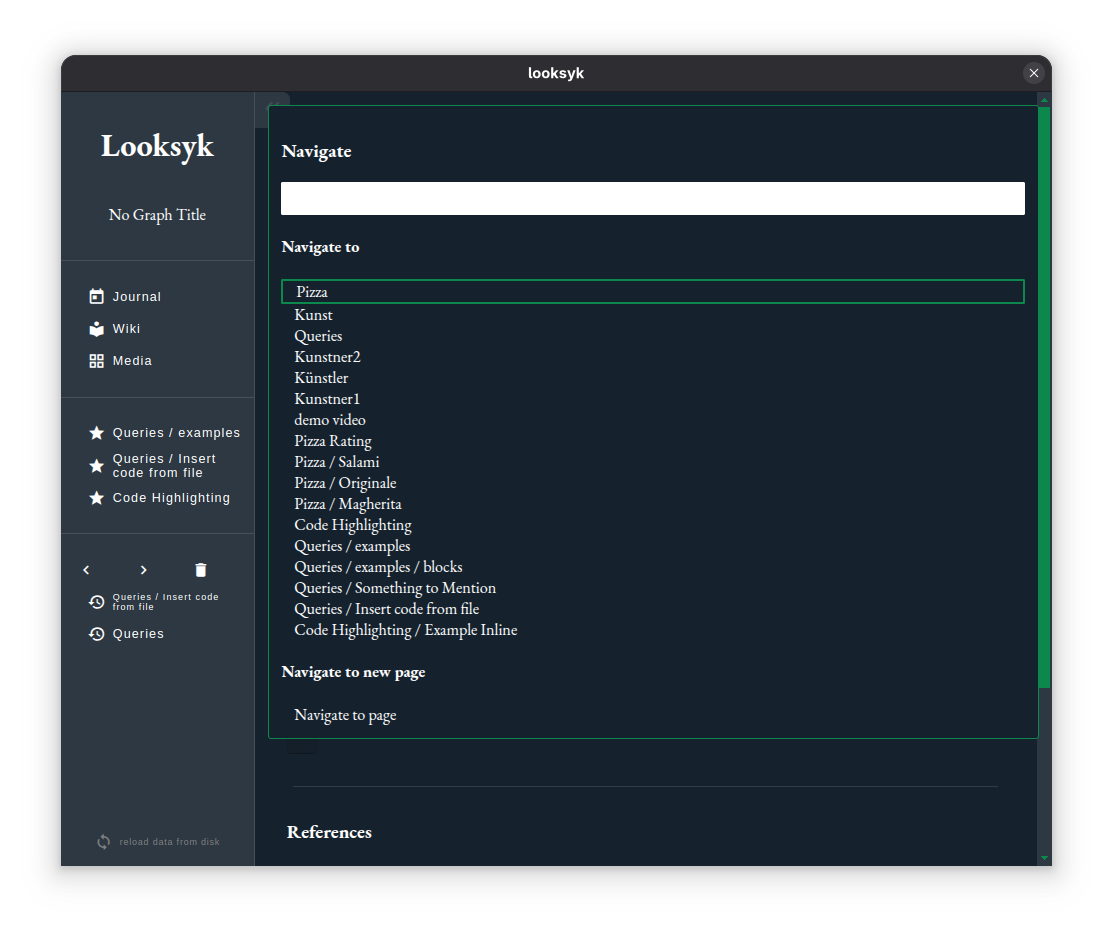 looksyk
Looksyk
No Graph Title
Journal
Wiki
Media
Queries / examples
Queries / Insert
code from file
Code Highlighting
Queries / Insert code
from file
Queries
reload data from disk
Navigate
Navigate to
Pizza
Kunst
Queries
Kunstner2
Künstler
Kunstner1
demo video
Pizza Rating
Pizza / Salami
Pizza / Originale
Pizza / Magherita
Code Highlighting
Queries / examples
Queries / examples / blocks
Queries / Something to Mention
Queries / Insert code from file
Code Highlighting / Example Inline
Navigate to new page
Navigate to page
References